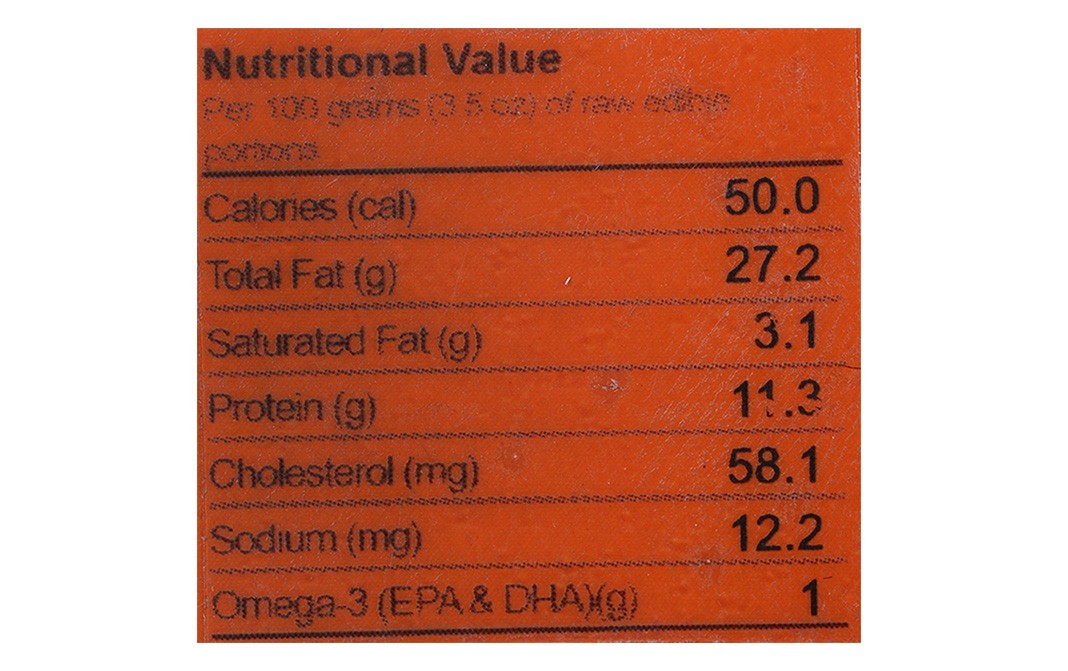 Nutritional Value
Per 100 grams (3.5 oz) of raw edible
portions
Calories (cal) 50.0
Total Fat (g) 27.2
Saturated Fat (g) 3.1
Protein (g) 11.3
Cholesterol (mg) 58.1
Sodium (mg) 12.2
Omega-3 (EPA & DHA)(g) 1